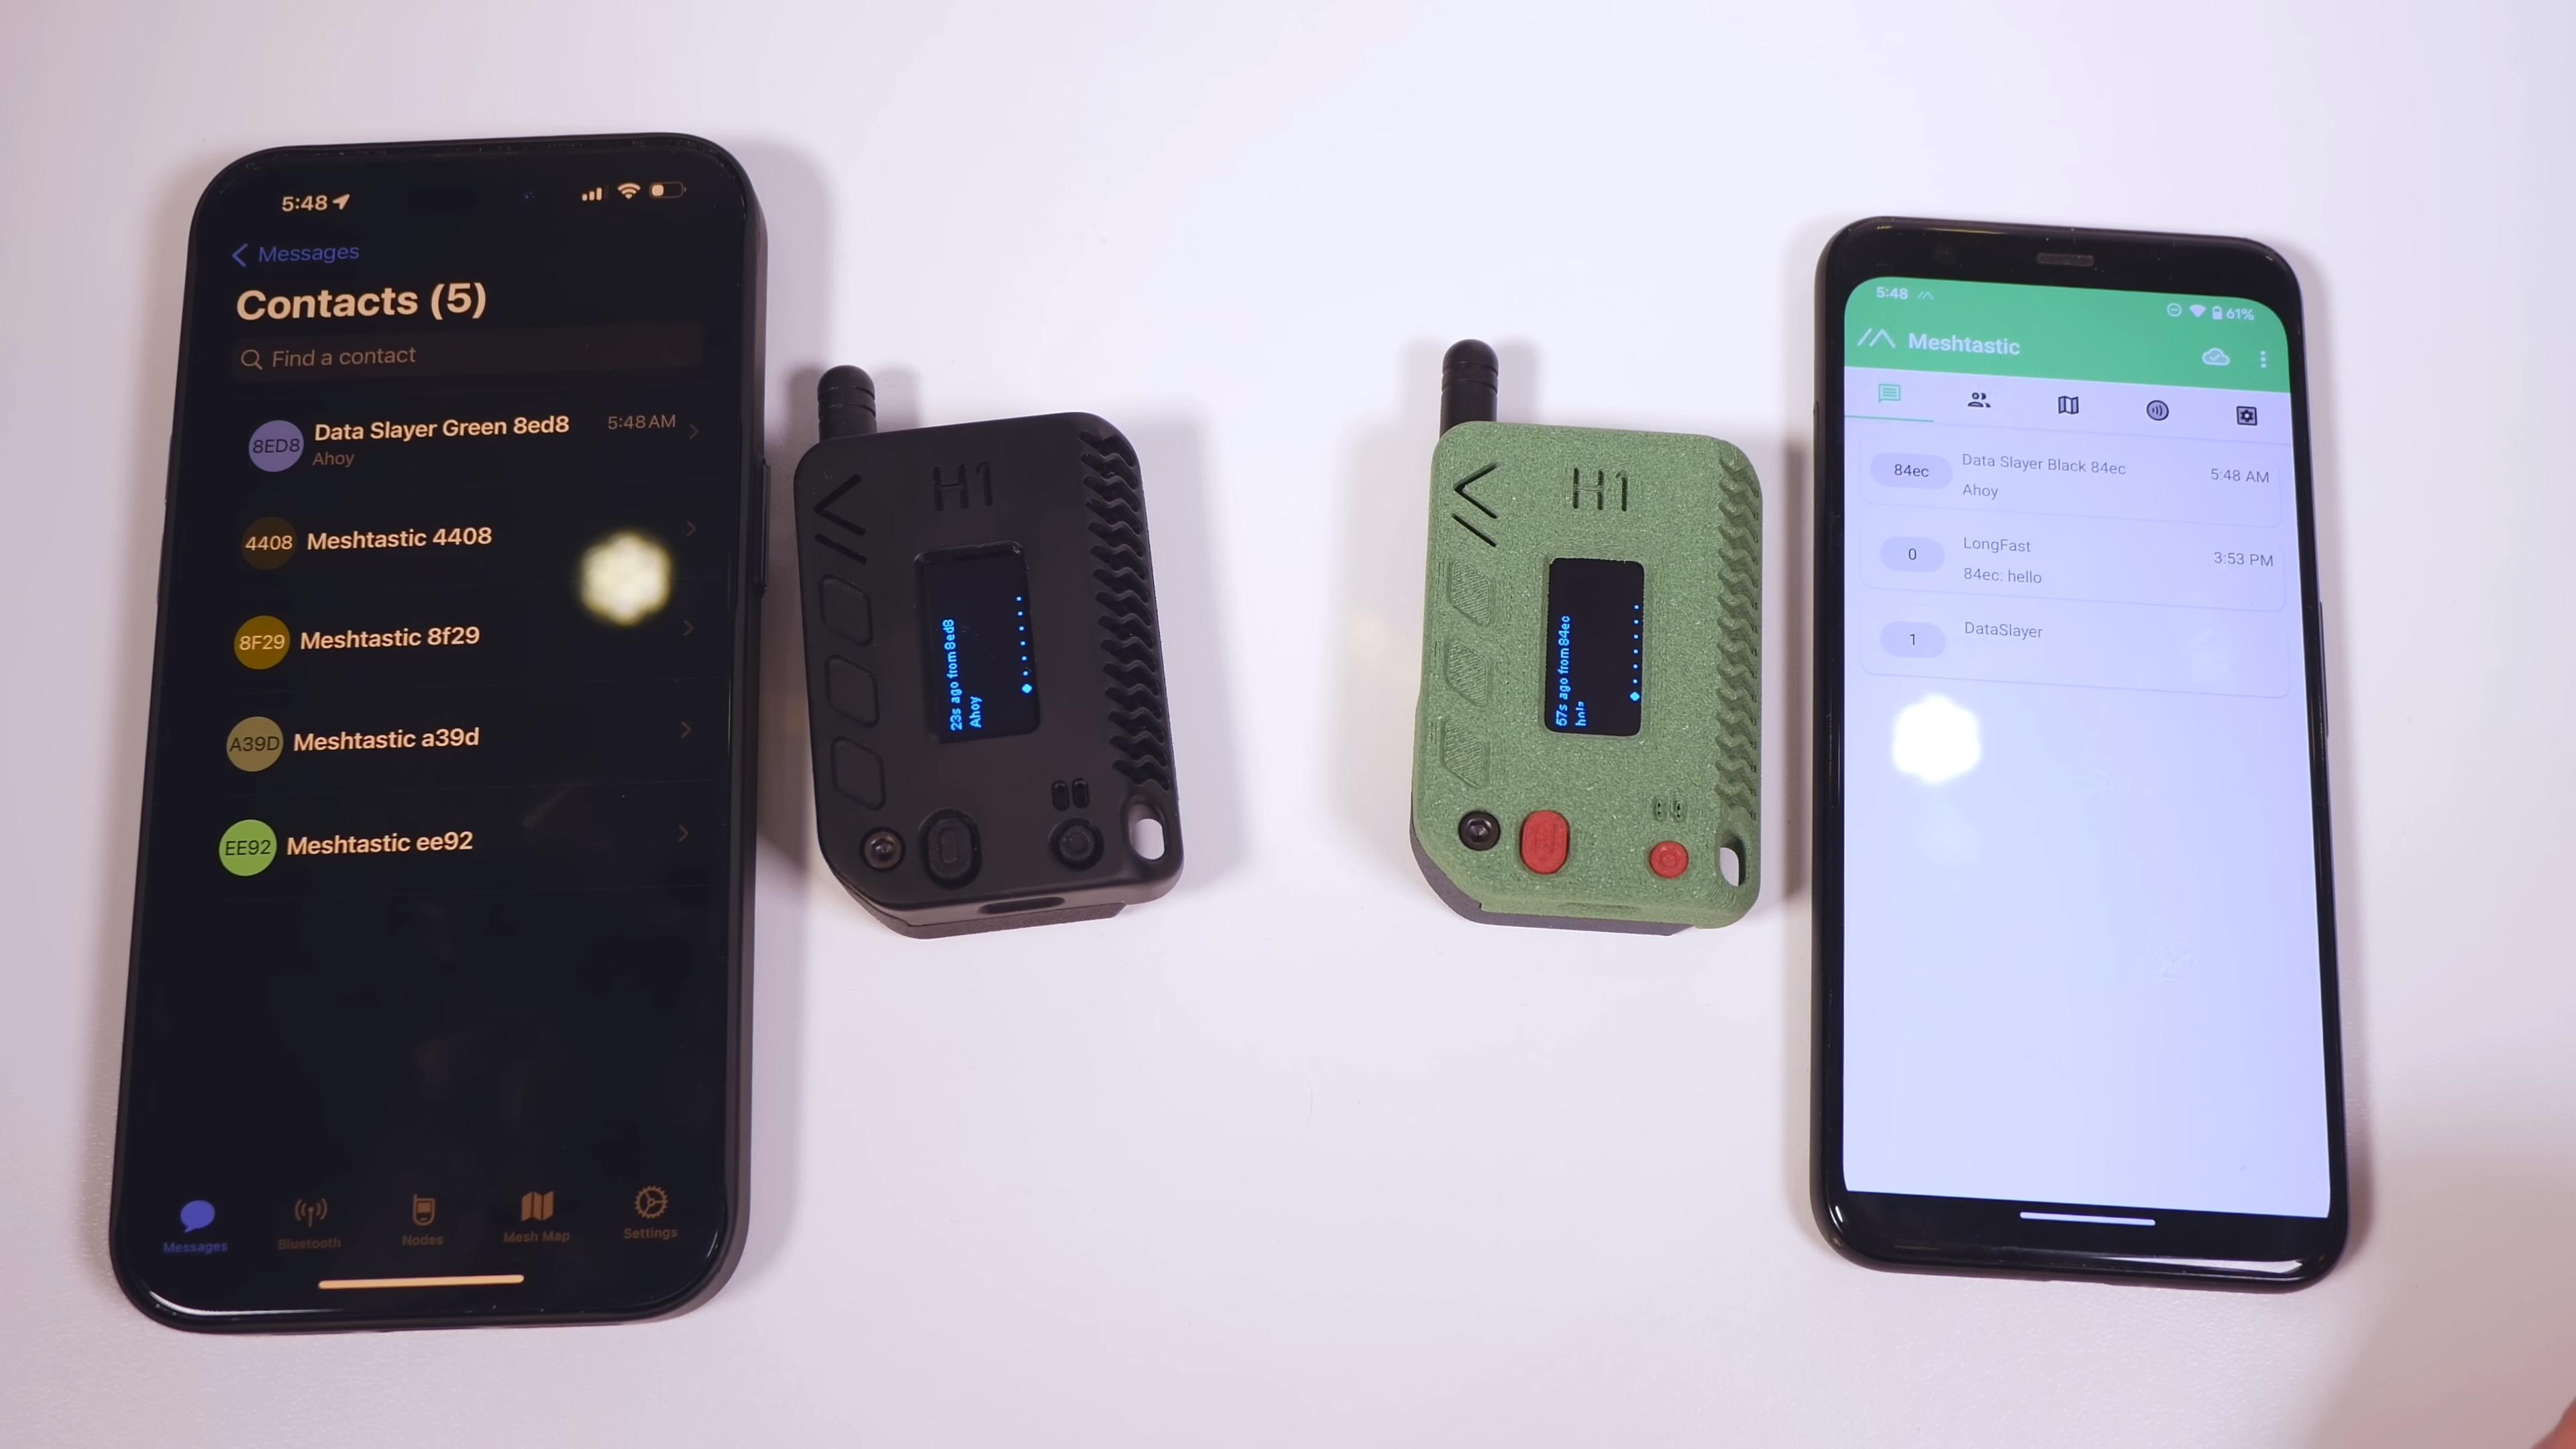 5:48
Messages
Contacts (5)
Find a contact
8ED8
Data Slayer Green 8ed8
5:48 AM
Ahoy
4408
Meshtastic 4408
8F29
Meshtastic 8f29
A39D
Meshtastic a39d
EE92
Meshtastic ee92
Messages
Bluetooth
Nodes
Mesh Map
Settings
H1
23s ago from 8ed8
Ahoy
H1
57s ago from 84ec
5:48
61%
Meshtastic
84ec
Data Slayer Black 84ec
5:48 AM
Ahoy
0
LongFast
3:53 PM
84ec: hello
1
DataSlayer